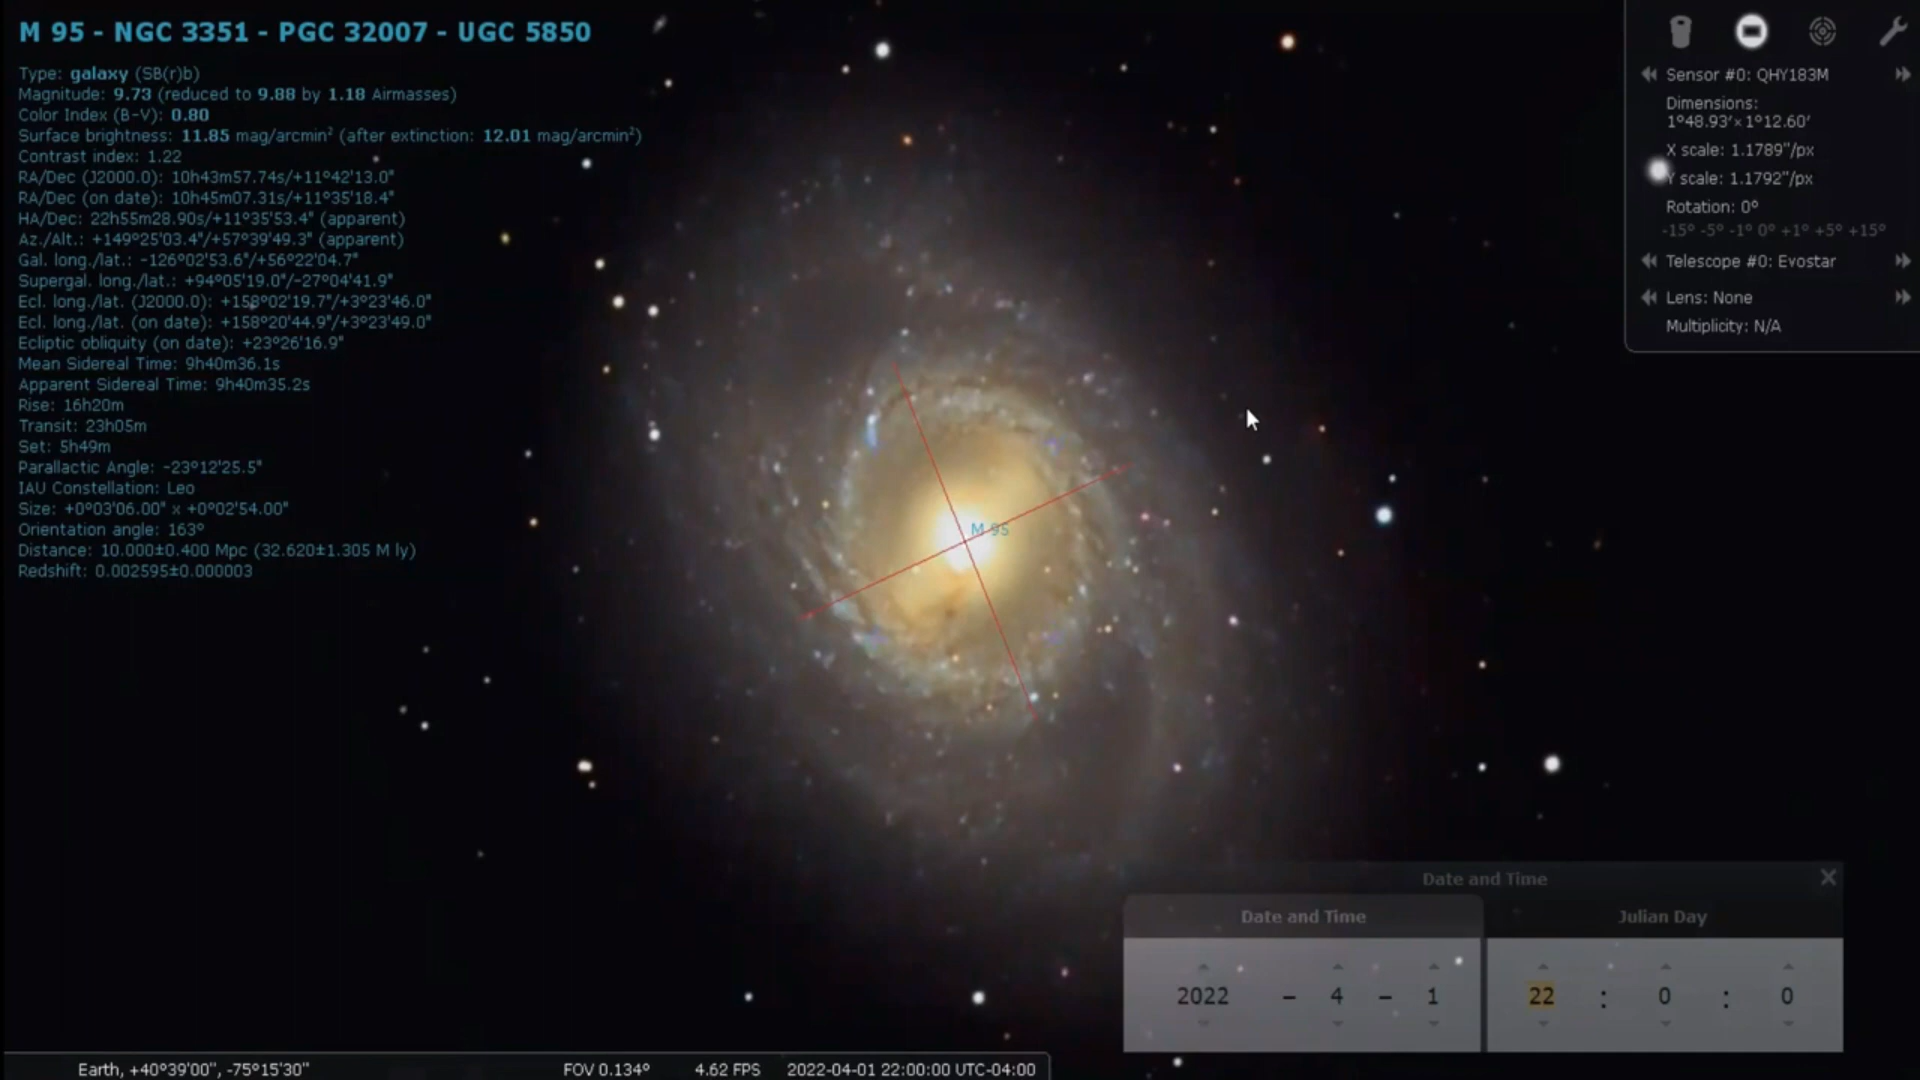 M 95 - NGC 3351 - PGC 32007 - UGC 5850
Type: galaxy (SB(r)b)
Magnitude: 9.73 (reduced to 9.88 by 1.18 Airmasses)
Color Index (B-V): 0.80
Surface brightness: 11.85 mag/arcmin² (after extinction: 12.01 mag/arcmin²)
Contrast index: 1.22
RA/Dec (J2000.0): 10h43m57.74s/+11°42'13.0"
RA/Dec (on date): 10h45m07.31s/+11°35'18.4"
HA/Dec: 22h55m28.90s/+11°35'53.4" (apparent)
Az./Alt.: +149°25'03.4"/+57°39'49.3" (apparent)
Gal. long./lat.: -126°02'53.6"/+56°22'04.7"
Supergal. long./lat.: +94°05'19.0"/-27°04'41.9"
Ecl. long./lat. (J2000.0): +158°02'19.7"/+3°23'46.0"
Ecl. long./lat. (on date): +158°20'44.9"/+3°23'49.0"
Ecliptic obliquity (on date): +23°26'16.9"
Mean Sidereal Time: 9h40m36.1s
Apparent Sidereal Time: 9h40m35.2s
Rise: 16h20m
Transit: 23h05m
Set: 5h49m
Parallactic Angle: -23°12'25.5"
IAU Constellation: Leo
Size: +0°03'06.00" x +0°02'54.00"
Orientation angle: 163°
Distance: 10.000±0.400 Mpc (32.620±1.305 M ly)
Redshift: 0.002595±0.000003
M 95
Sensor #0: QHY183M
Dimensions:
1°48.93'× 1°12.60'
X scale: 1.1789"/px
Y scale: 1.1792"/px
Rotation: 0°
-15° -5° -1° 0° +1° +5° +15°
Telescope #0: Evostar
Lens: None
Multiplicity: N/A
Date and Time
Date and Time Julian Day
2022 - 4 - 1 22 : 0 : 0
Earth, +40°39'00", -75°15'30" FOV 0.134° 4.62 FPS 2022-04-01 22:00:00 UTC-04:00